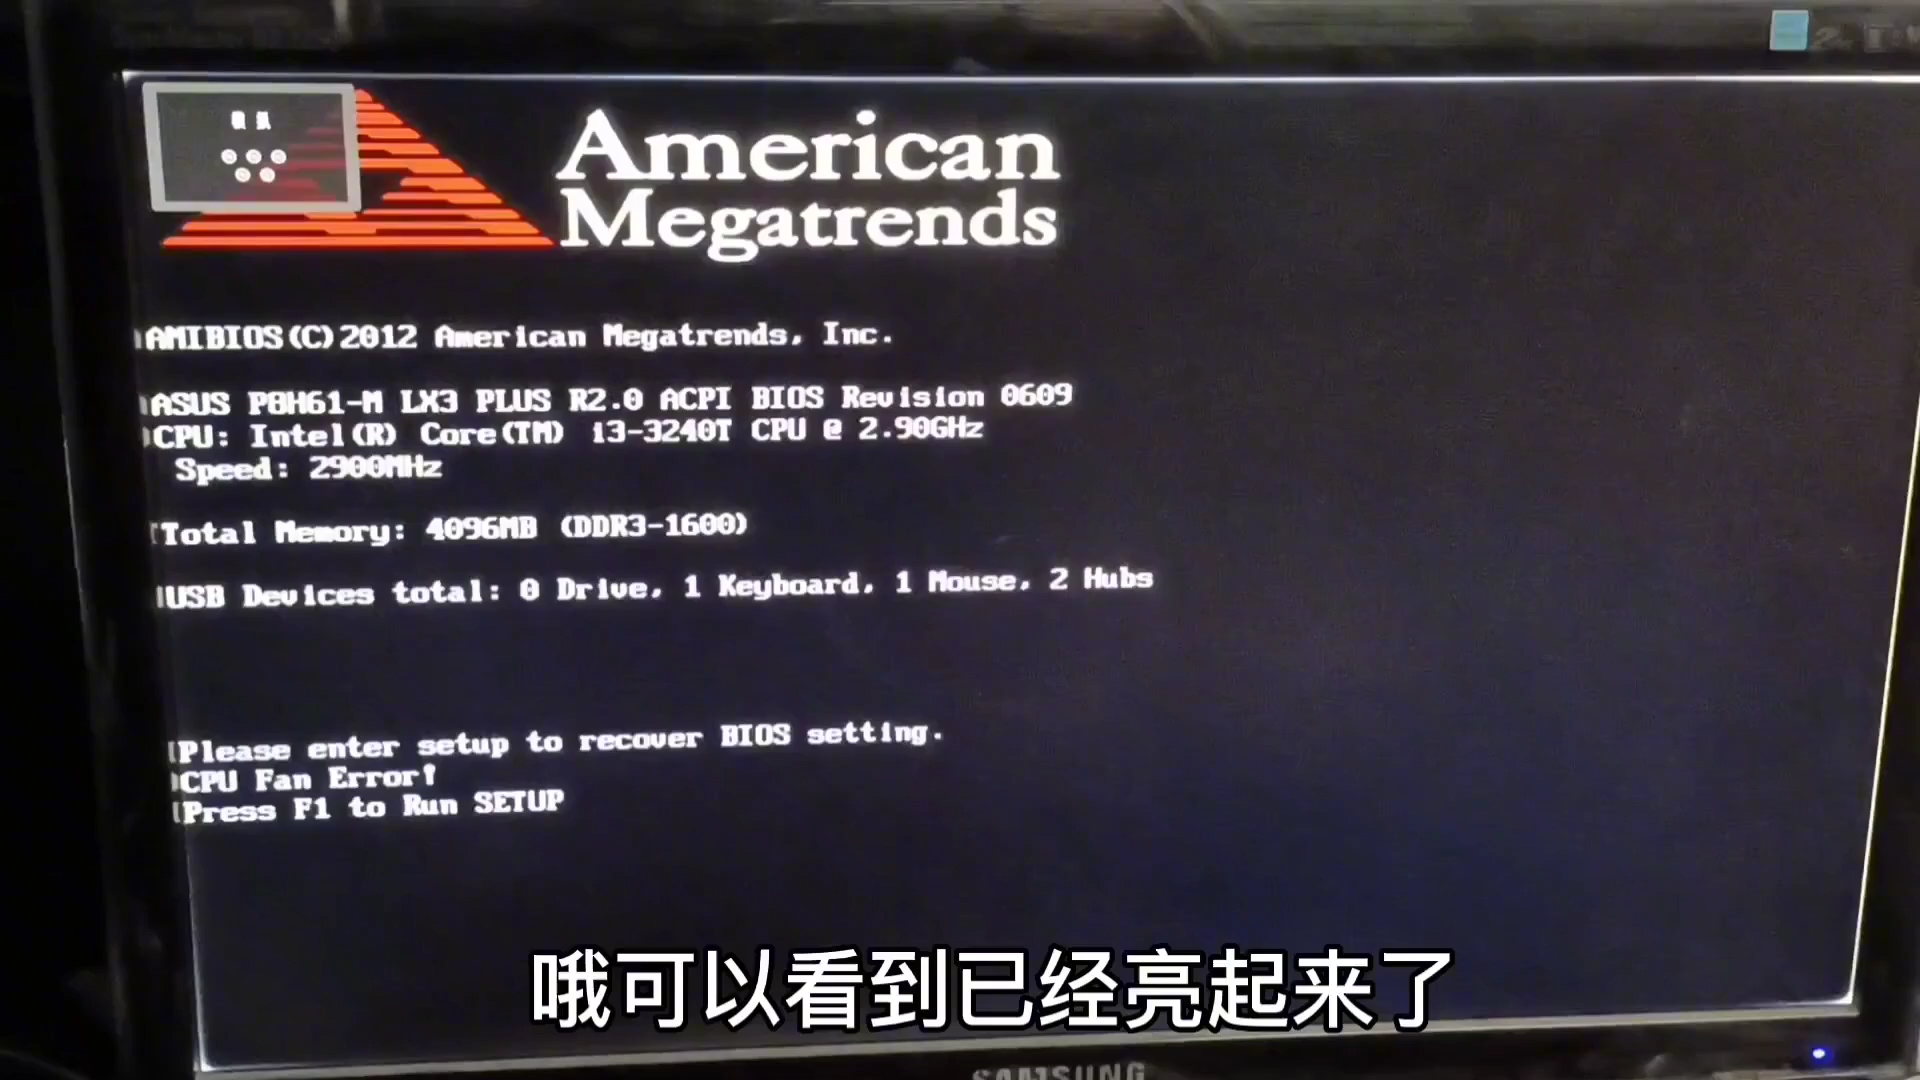 American
Megatrends
AMIBIOS(C)2012 American Megatrends, Inc.
ASUS P8H61-M LX3 PLUS R2.0 ACPI BIOS Revision 0609
CPU: Intel(R) Core(TM) i3-3240T CPU @ 2.90GHz
Speed: 2900MHz
Total Memory: 4096MB (DDR3-1600)
USB Devices total: 0 Drive, 1 Keyboard, 1 Mouse, 2 Hubs
Please enter setup to recover BIOS setting.
CPU Fan Error!
Press F1 to Run SETUP
哦可以看到已经亮起来了
SAMSUNG